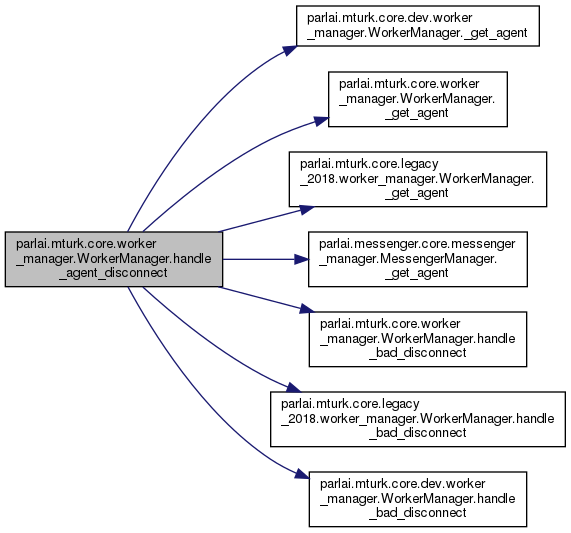 parlai.mturk.core.dev.worker
_manager.WorkerManager._get_agent
parlai.mturk.core.worker
_manager.WorkerManager.
_get_agent
parlai.mturk.core.legacy
_2018.worker_manager.WorkerManager.
_get_agent
parlai.mturk.core.worker
_manager.WorkerManager.handle
_agent_disconnect
parlai.messenger.core.messenger
_manager.MessengerManager.
_get_agent
parlai.mturk.core.worker
_manager.WorkerManager.handle
_bad_disconnect
parlai.mturk.core.legacy
_2018.worker_manager.WorkerManager.handle
_bad_disconnect
parlai.mturk.core.dev.worker
_manager.WorkerManager.handle
_bad_disconnect